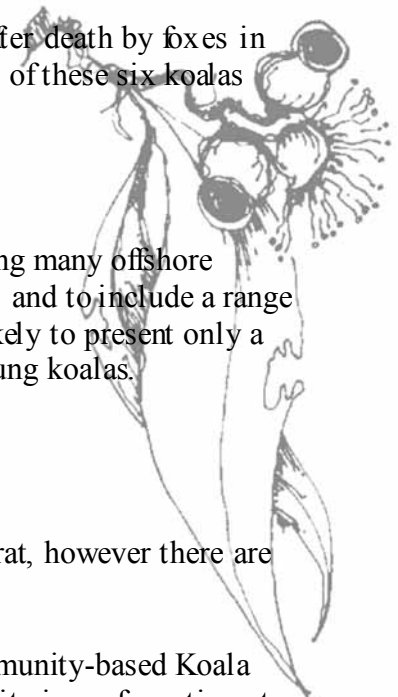 fter death by foxes in
of these six koalas
ng many offshore
and to include a range
kely to present only a
ung koalas.
rat, however there are
munity-based Koala